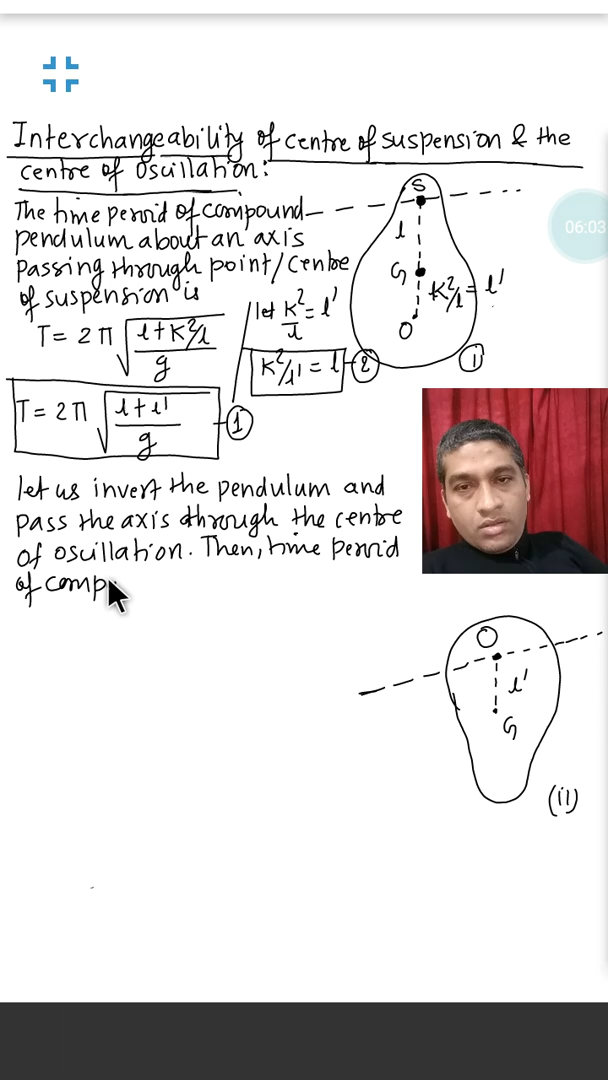 Interchangeability of centre of suspension & the
centre of oscillation:
The time period of compound
pendulum about an axis
passing through point/centre
of suspension is
T = 2π √((l+k²/l)/g)
let k²/l = l'
k²/l' = l - ②
T = 2π √((l+l')/g) - ①
S
l
G
k²/l = l'
O
①
06:03
let us invert the pendulum and
pass the axis through the centre
of oscillation. Then, time period
of comp
O
l'
G
(ii)